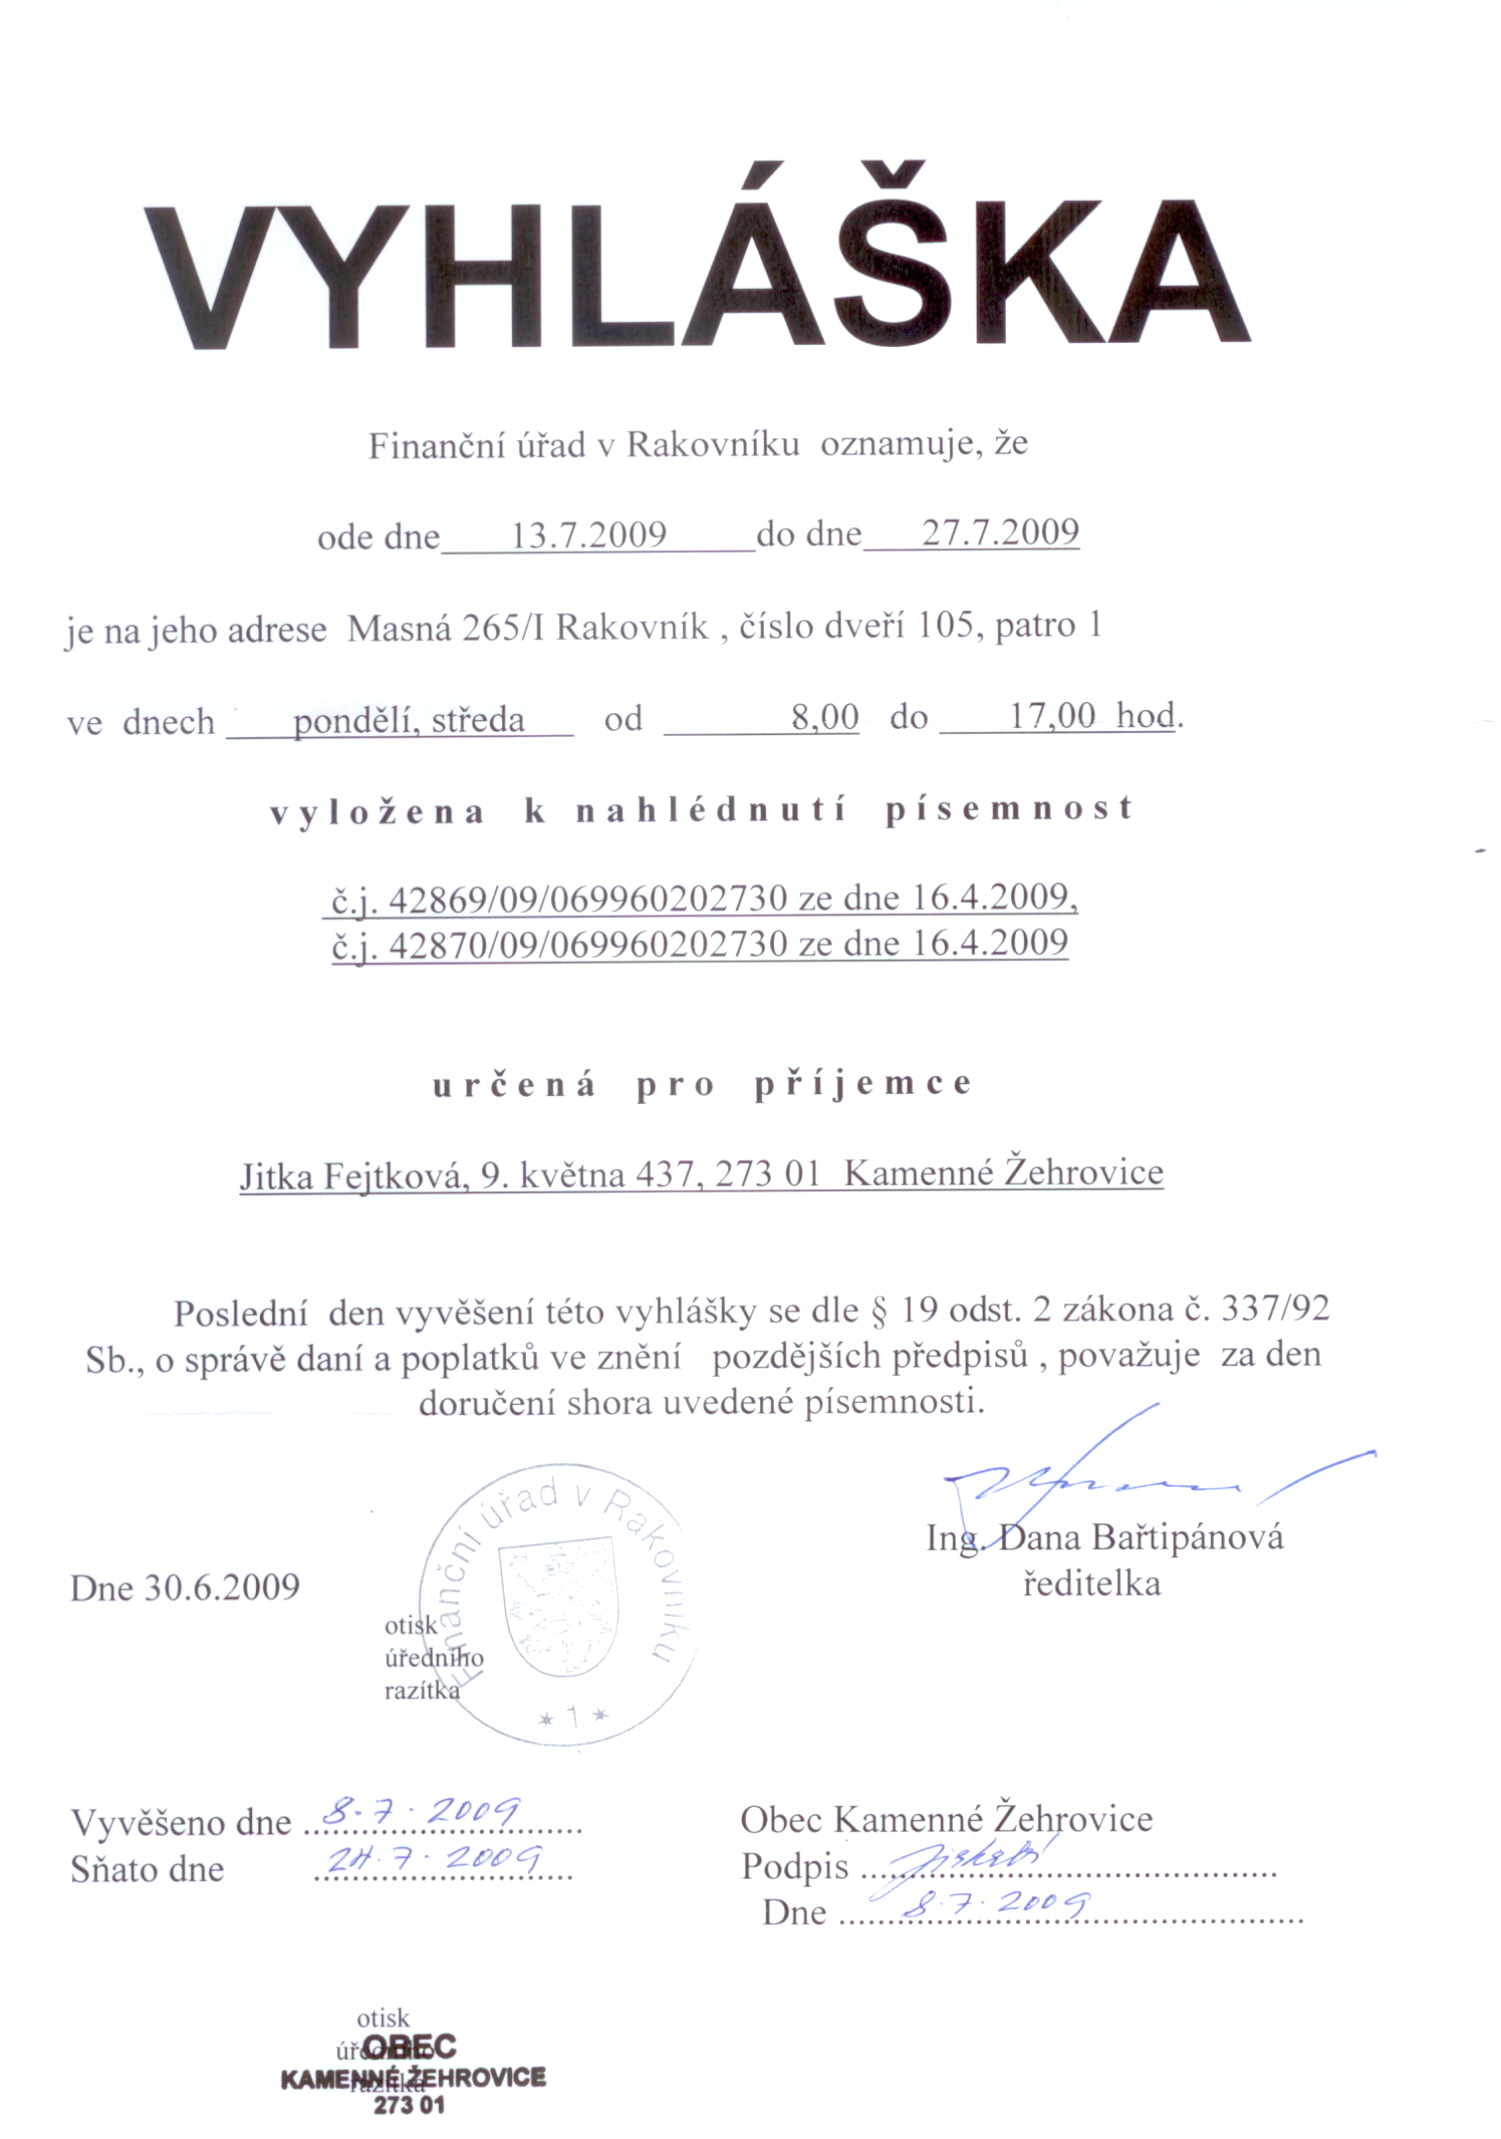 VYHLÁŠKA
Finanční úřad v Rakovníku oznamuje, že
ode dne 13.7.2009 do dne 27.7.2009
je na jeho adrese Masná 265/I Rakovník , číslo dveří 105, patro 1
ve dnech pondělí, středa od 8,00 do 17,00 hod.
vyložena k nahlédnutí písemnost
č.j. 42869/09/069960202730 ze dne 16.4.2009,
č.j. 42870/09/069960202730 ze dne 16.4.2009
určená pro příjemce
Jitka Fejtková, 9. května 437, 273 01 Kamenné Žehrovice
Poslední den vyvěšení této vyhlášky se dle § 19 odst. 2 zákona č. 337/92
Sb., o správě daní a poplatků ve znění pozdějších předpisů , považuje za den
doručení shora uvedené písemnosti.
Finanční úřad v Rakovníku
* 1 *
Ing. Dana Bařtipánová
ředitelka
Dne 30.6.2009
otisk
úředního
razítka
Vyvěšeno dne 8.7.2009
Sňato dne 24.7.2009
Obec Kamenné Žehrovice
Podpis
Dne 8.7.2009
otisk
úředního
razítka
OBEC
KAMENNÉ ŽEHROVICE
273 01